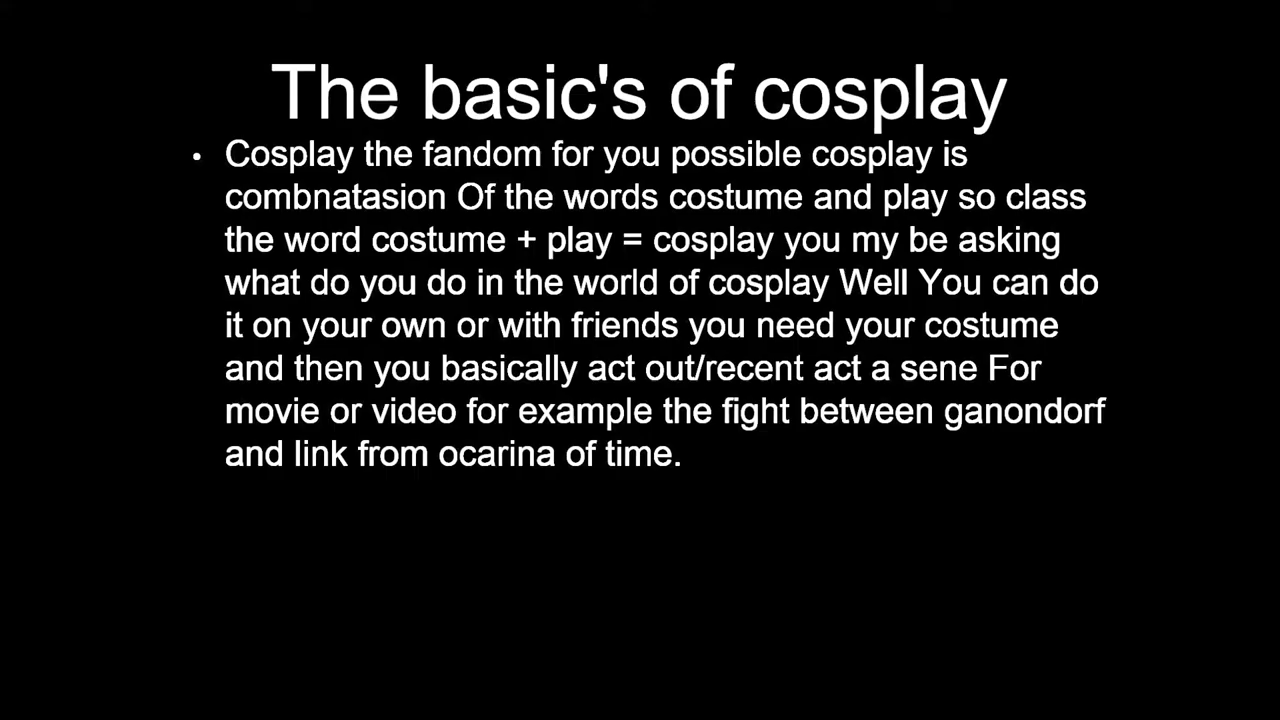 The basic's of cosplay
• Cosplay the fandom for you possible cosplay is
combnatasion Of the words costume and play so class
the word costume + play = cosplay you my be asking
what do you do in the world of cosplay Well You can do
it on your own or with friends you need your costume
and then you basically act out/recent act a sene For
movie or video for example the fight between ganondorf
and link from ocarina of time.